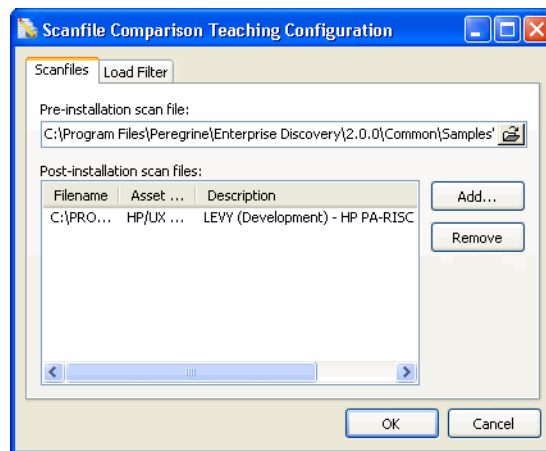 Scanfile Comparison Teaching Configuration
Scanfiles Load Filter
Pre-installation scan file:
C:\Program Files\Peregrine\Enterprise Discovery\2.0.0\Common\Samples'
Post-installation scan files:
Filename Asset ... Description
C:\PRO... HP/UX ... LEVY (Development) - HP PA-RISC
Add...
Remove
OK Cancel